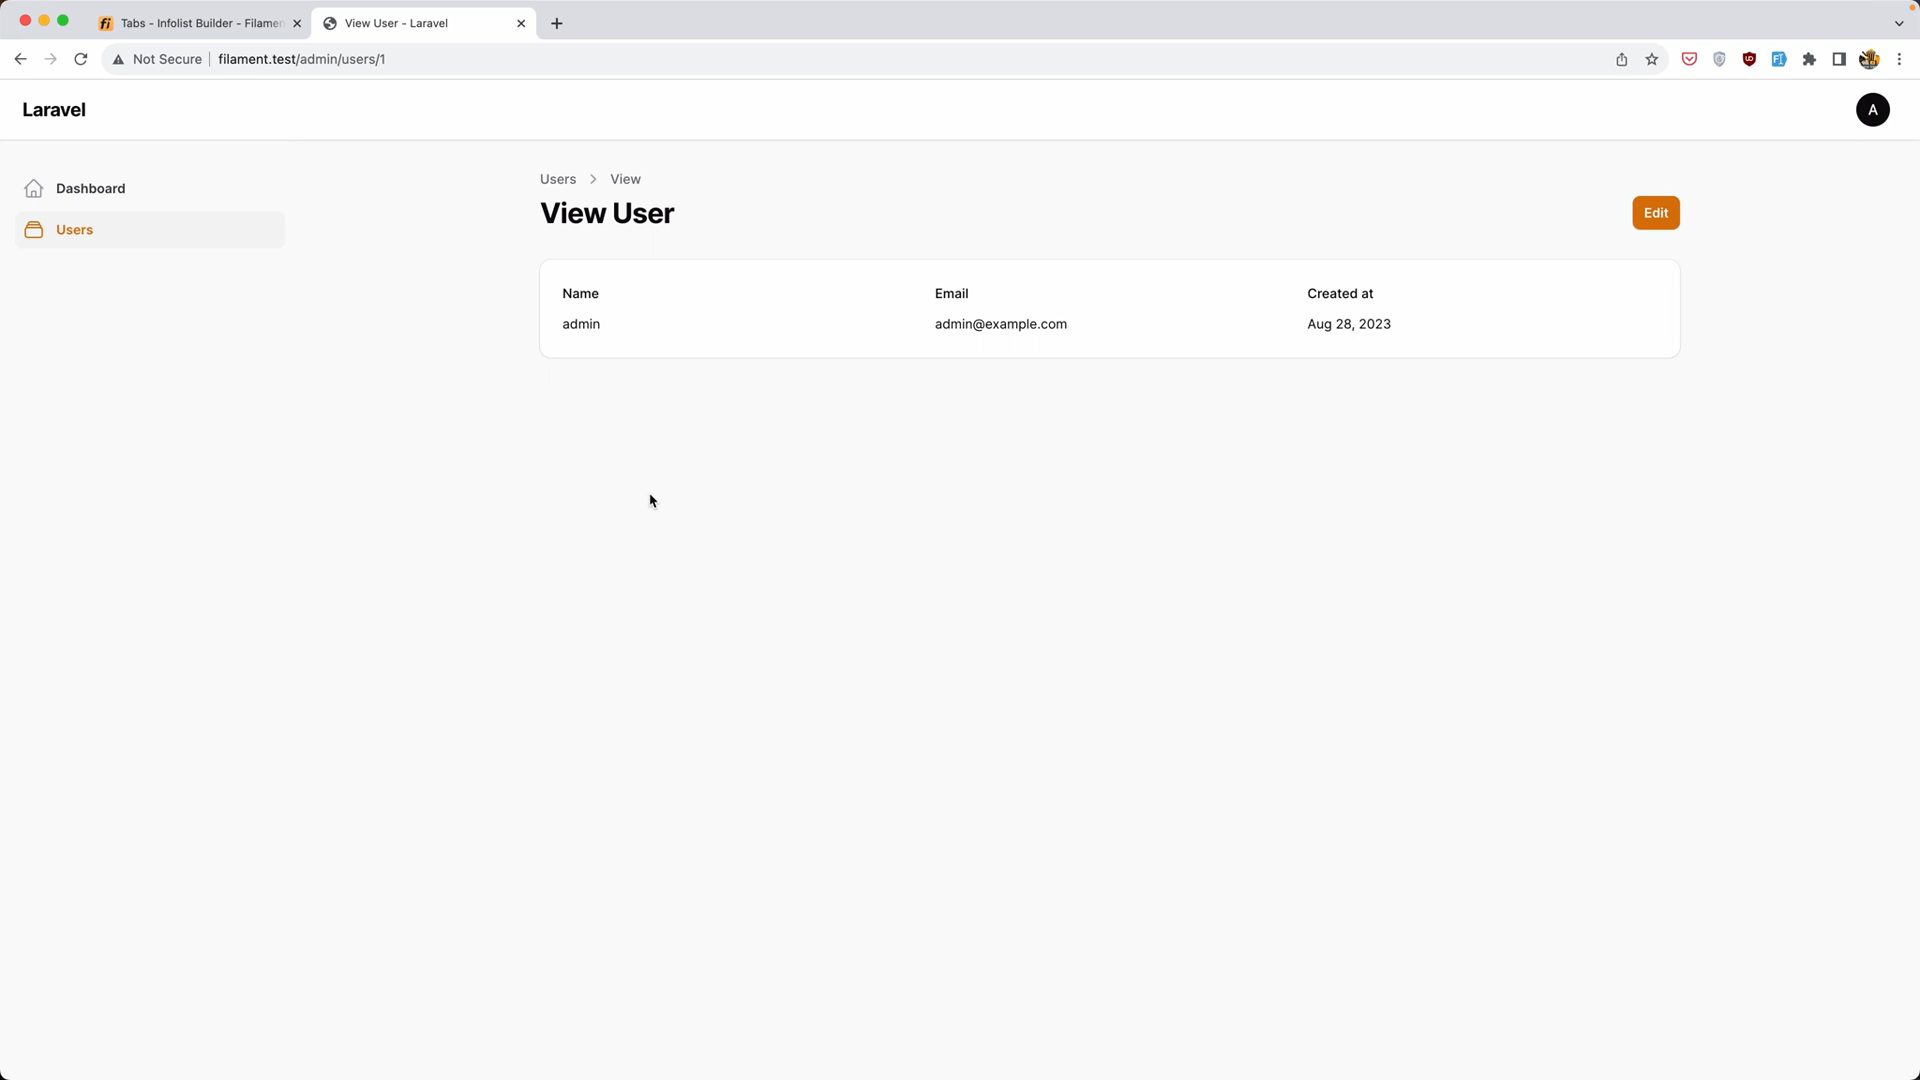 fi Tabs - Infolist Builder - Filamen
View User - Laravel
Not Secure filament.test/admin/users/1
Laravel
A
Dashboard
Users
Users > View
View User
Edit
Name Email Created at
admin admin@example.com Aug 28, 2023